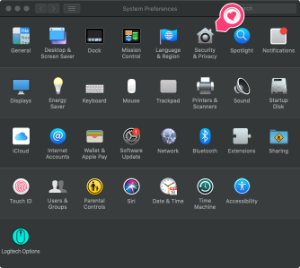 System Preferences
General
Desktop &
Screen Saver
Dock
Mission
Control
Language
& Region
Security
& Privacy
Spotlight
Notifications
Displays
Energy
Saver
Keyboard
Mouse
Trackpad
Printers &
Scanners
Sound
Startup
Disk
iCloud
Internet
Accounts
Wallet &
Apple Pay
Software
Update
Network
Bluetooth
Extensions
Sharing
Touch ID
Users &
Groups
Parental
Controls
Siri
Date & Time
Time
Machine
Accessibility
Logitech Options